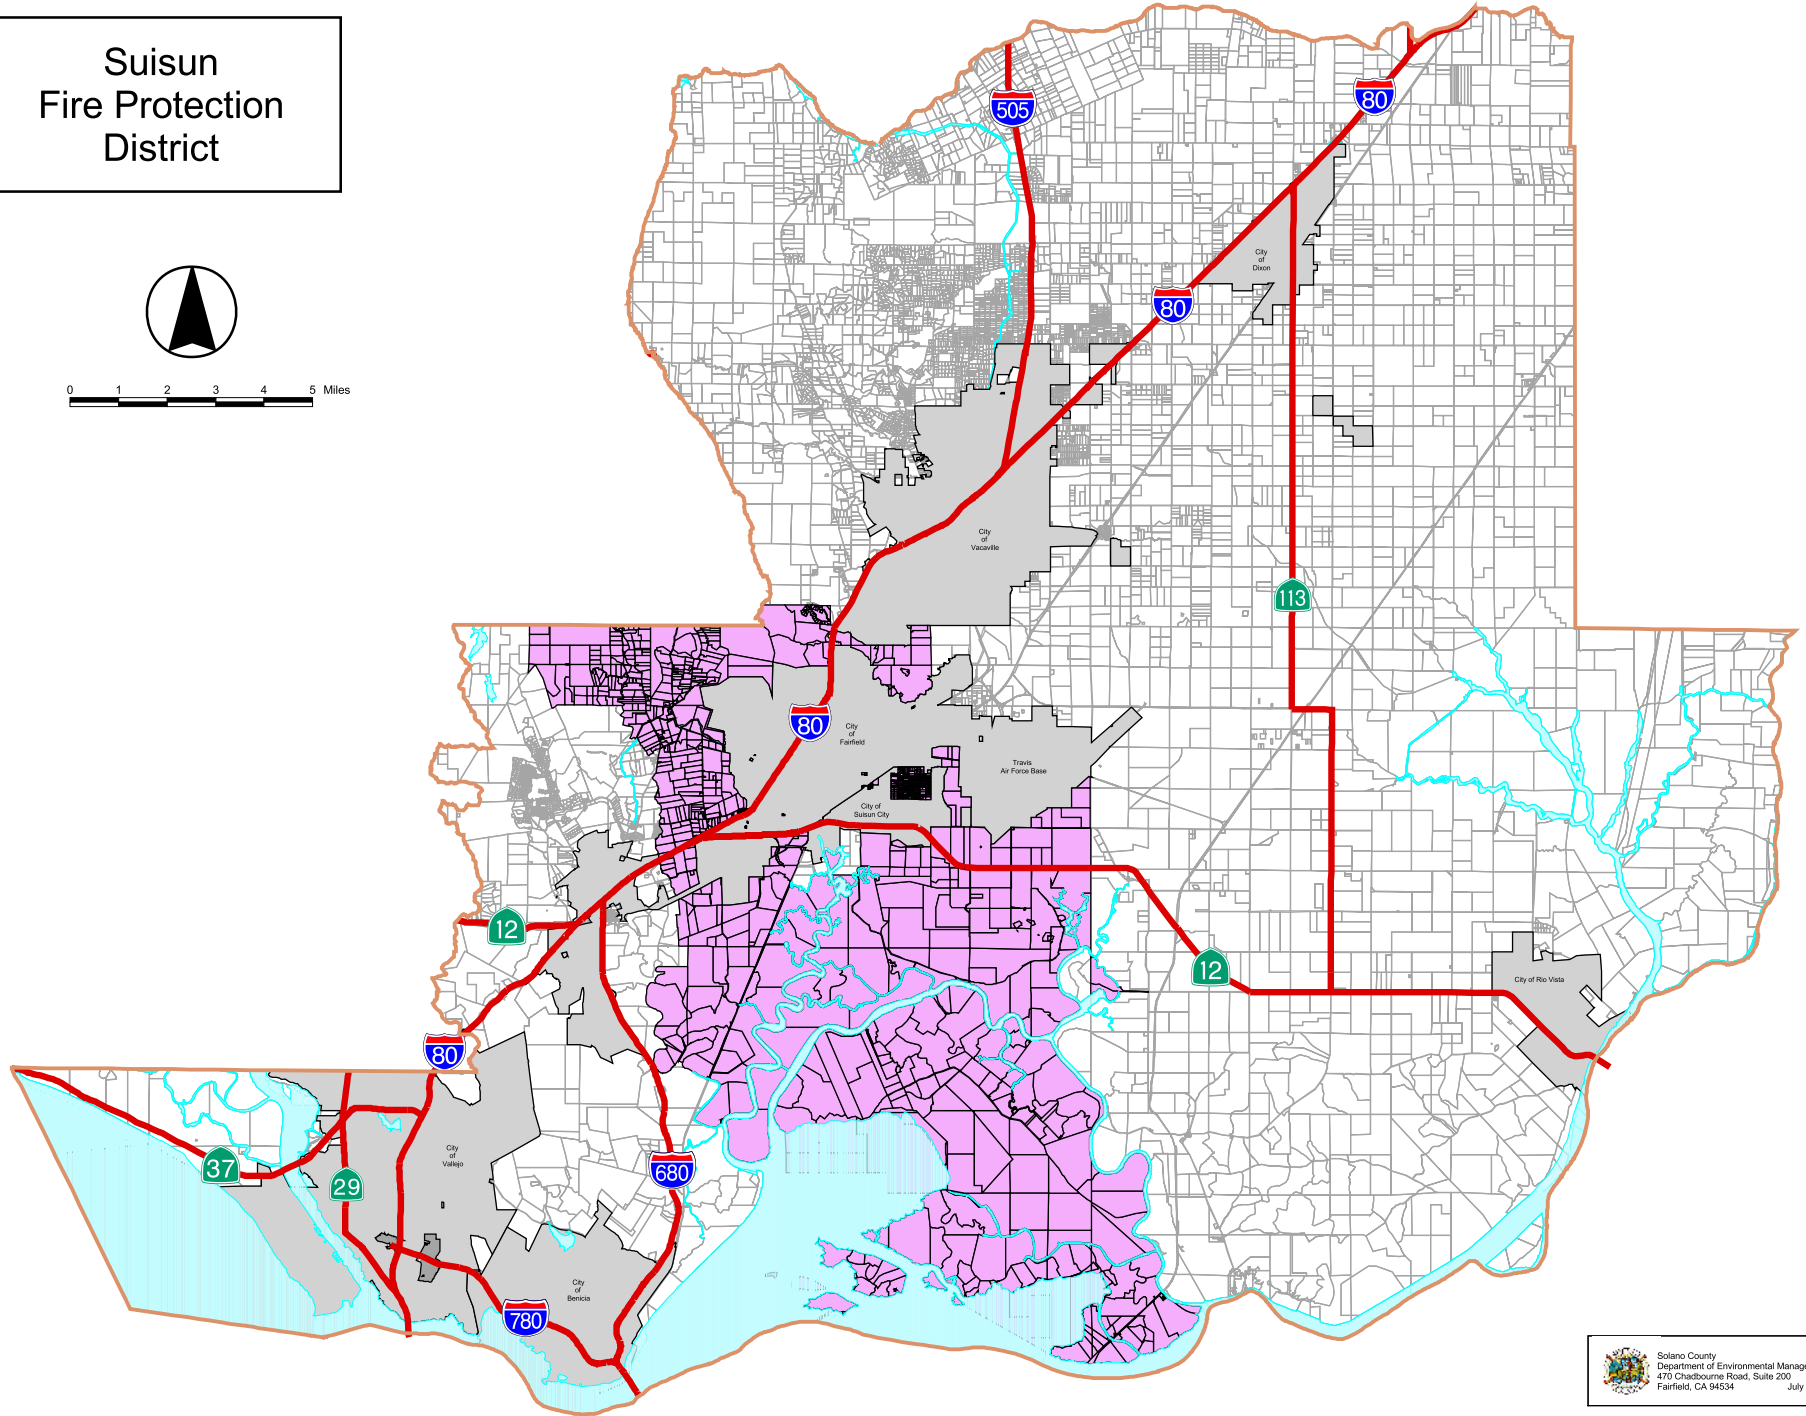 Suisun
Fire Protection
District
0 1 2 3 4 5 Miles
505
80
City
of
Dixon
80
City
of
Vacaville
113
80
City
of
Fairfield
Travis
Air Force Base
City of
Suisun City
12
12
City of Rio Vista
80
37
29
City
of
Vallejo
680
City
of
Benicia
780
Solano County
Department of Environmental Manage
470 Chadbourne Road, Suite 200
Fairfield, CA 94534 July